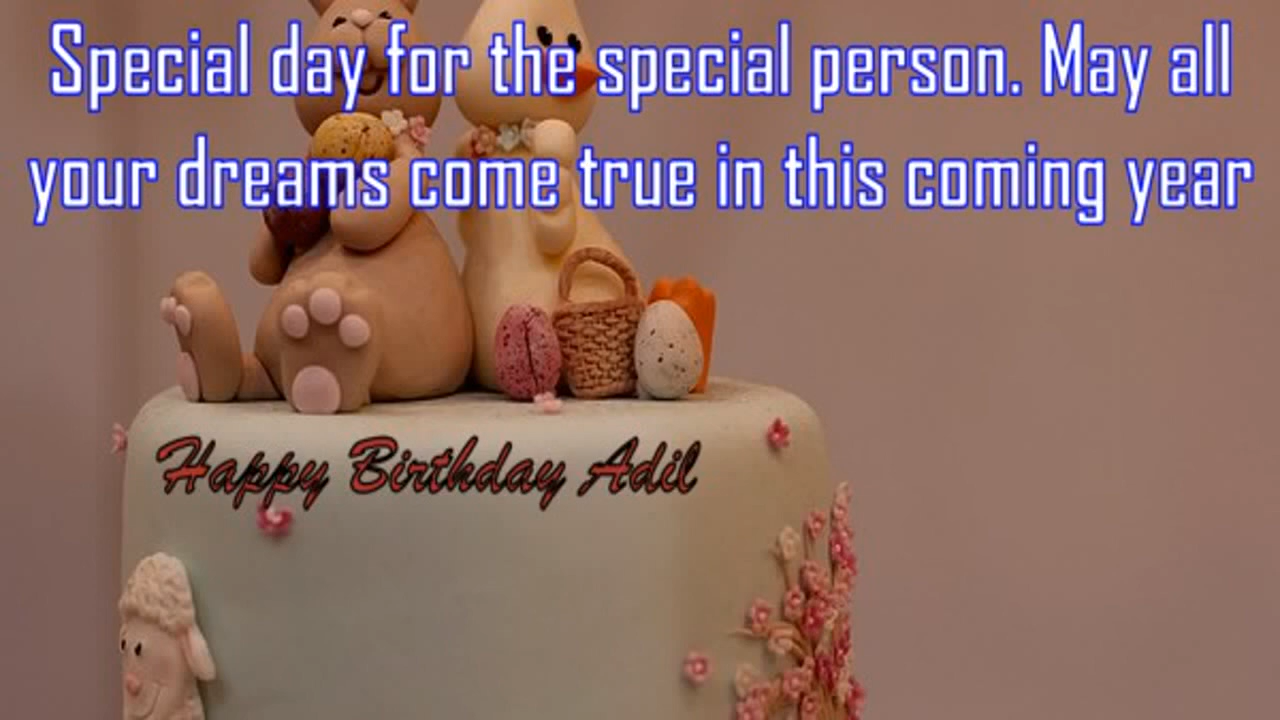 Special day for the special person. May all
your dreams come true in this coming year
Happy Birthday Adil